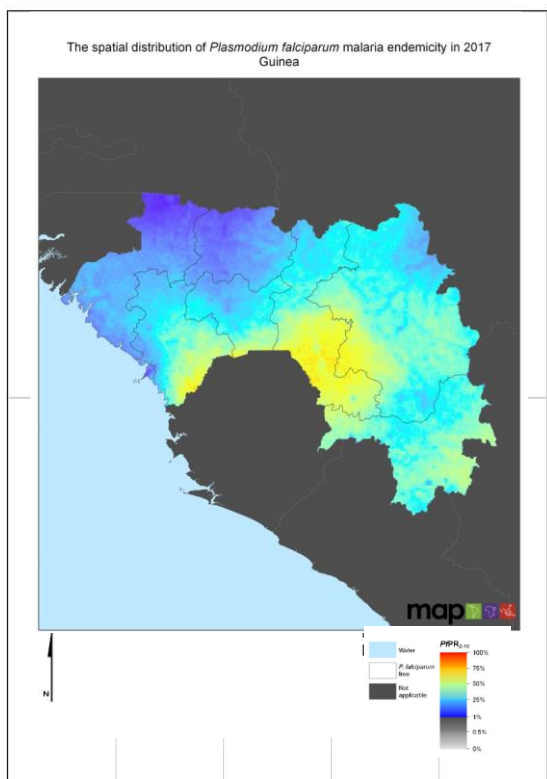 The spatial distribution of Plasmodium falciparum malaria endemicity in 2017
Guinea
map
N
Water
P. falciparum
free
Not
applicable
PfPR2-10
100%
75%
50%
25%
1%
0.5%
0%